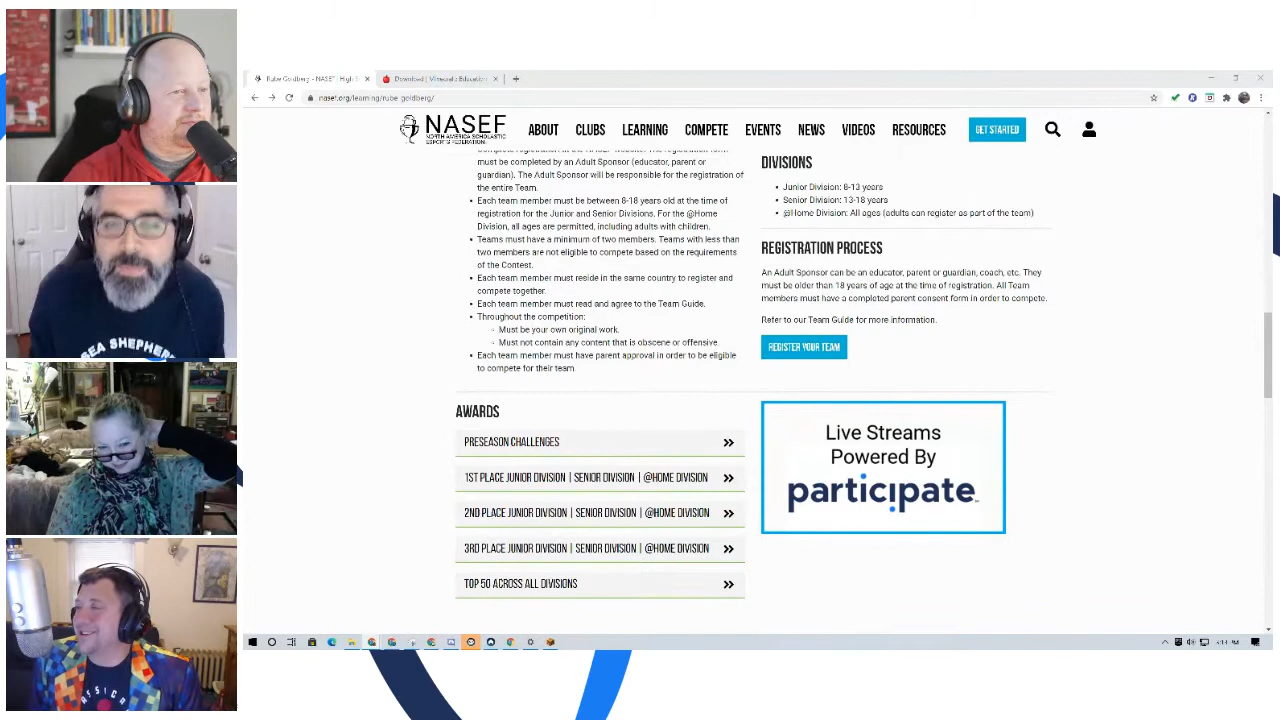 SEA SHEPHERD
Rube Goldberg - NASEF: High S
Download | Minecraft Education
nasef.org/learning/rube_goldberg/
NASEF
NORTH AMERICA SCHOLASTIC
ESPORTS FEDERATION
ABOUT CLUBS LEARNING COMPETE EVENTS NEWS VIDEOS RESOURCES GET STARTED
must be completed by an Adult Sponsor (educator, parent or
guardian). The Adult Sponsor will be responsible for the registration of
the entire Team.
Each team member must be between 8-18 years old at the time of
registration for the Junior and Senior Divisions. For the @Home
Division, all ages are permitted, including adults with children.
Teams must have a minimum of two members. Teams with less than
two members are not eligible to compete based on the requirements
of the Contest.
Each team member must reside in the same country to register and
compete together.
Each team member must read and agree to the Team Guide.
Throughout the competition:
Must be your own original work.
Must not contain any content that is obscene or offensive.
Each team member must have parent approval in order to be eligible
to compete for their team.
DIVISIONS
Junior Division: 8-13 years
Senior Division: 13-18 years
@Home Division: All ages (adults can register as part of the team)
REGISTRATION PROCESS
An Adult Sponsor can be an educator, parent or guardian, coach, etc. They
must be older than 18 years of age at the time of registration. All Team
members must have a completed parent consent form in order to compete.
Refer to our Team Guide for more information.
REGISTER YOUR TEAM
AWARDS
PRESEASON CHALLENGES
1ST PLACE JUNIOR DIVISION | SENIOR DIVISION | @HOME DIVISION
2ND PLACE JUNIOR DIVISION | SENIOR DIVISION | @HOME DIVISION
3RD PLACE JUNIOR DIVISION | SENIOR DIVISION | @HOME DIVISION
TOP 50 ACROSS ALL DIVISIONS
Live Streams
Powered By
participate